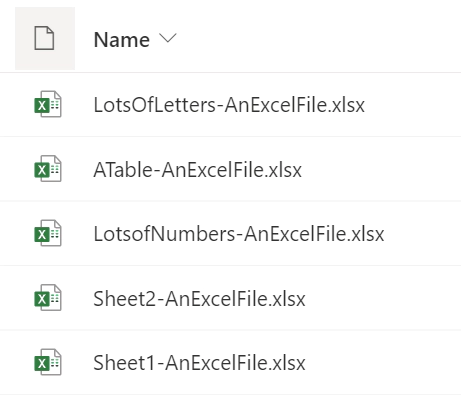 Name
LotsOfLetters-AnExcelFile.xlsx
ATable-AnExcelFile.xlsx
LotsofNumbers-AnExcelFile.xlsx
Sheet2-AnExcelFile.xlsx
Sheet1-AnExcelFile.xlsx